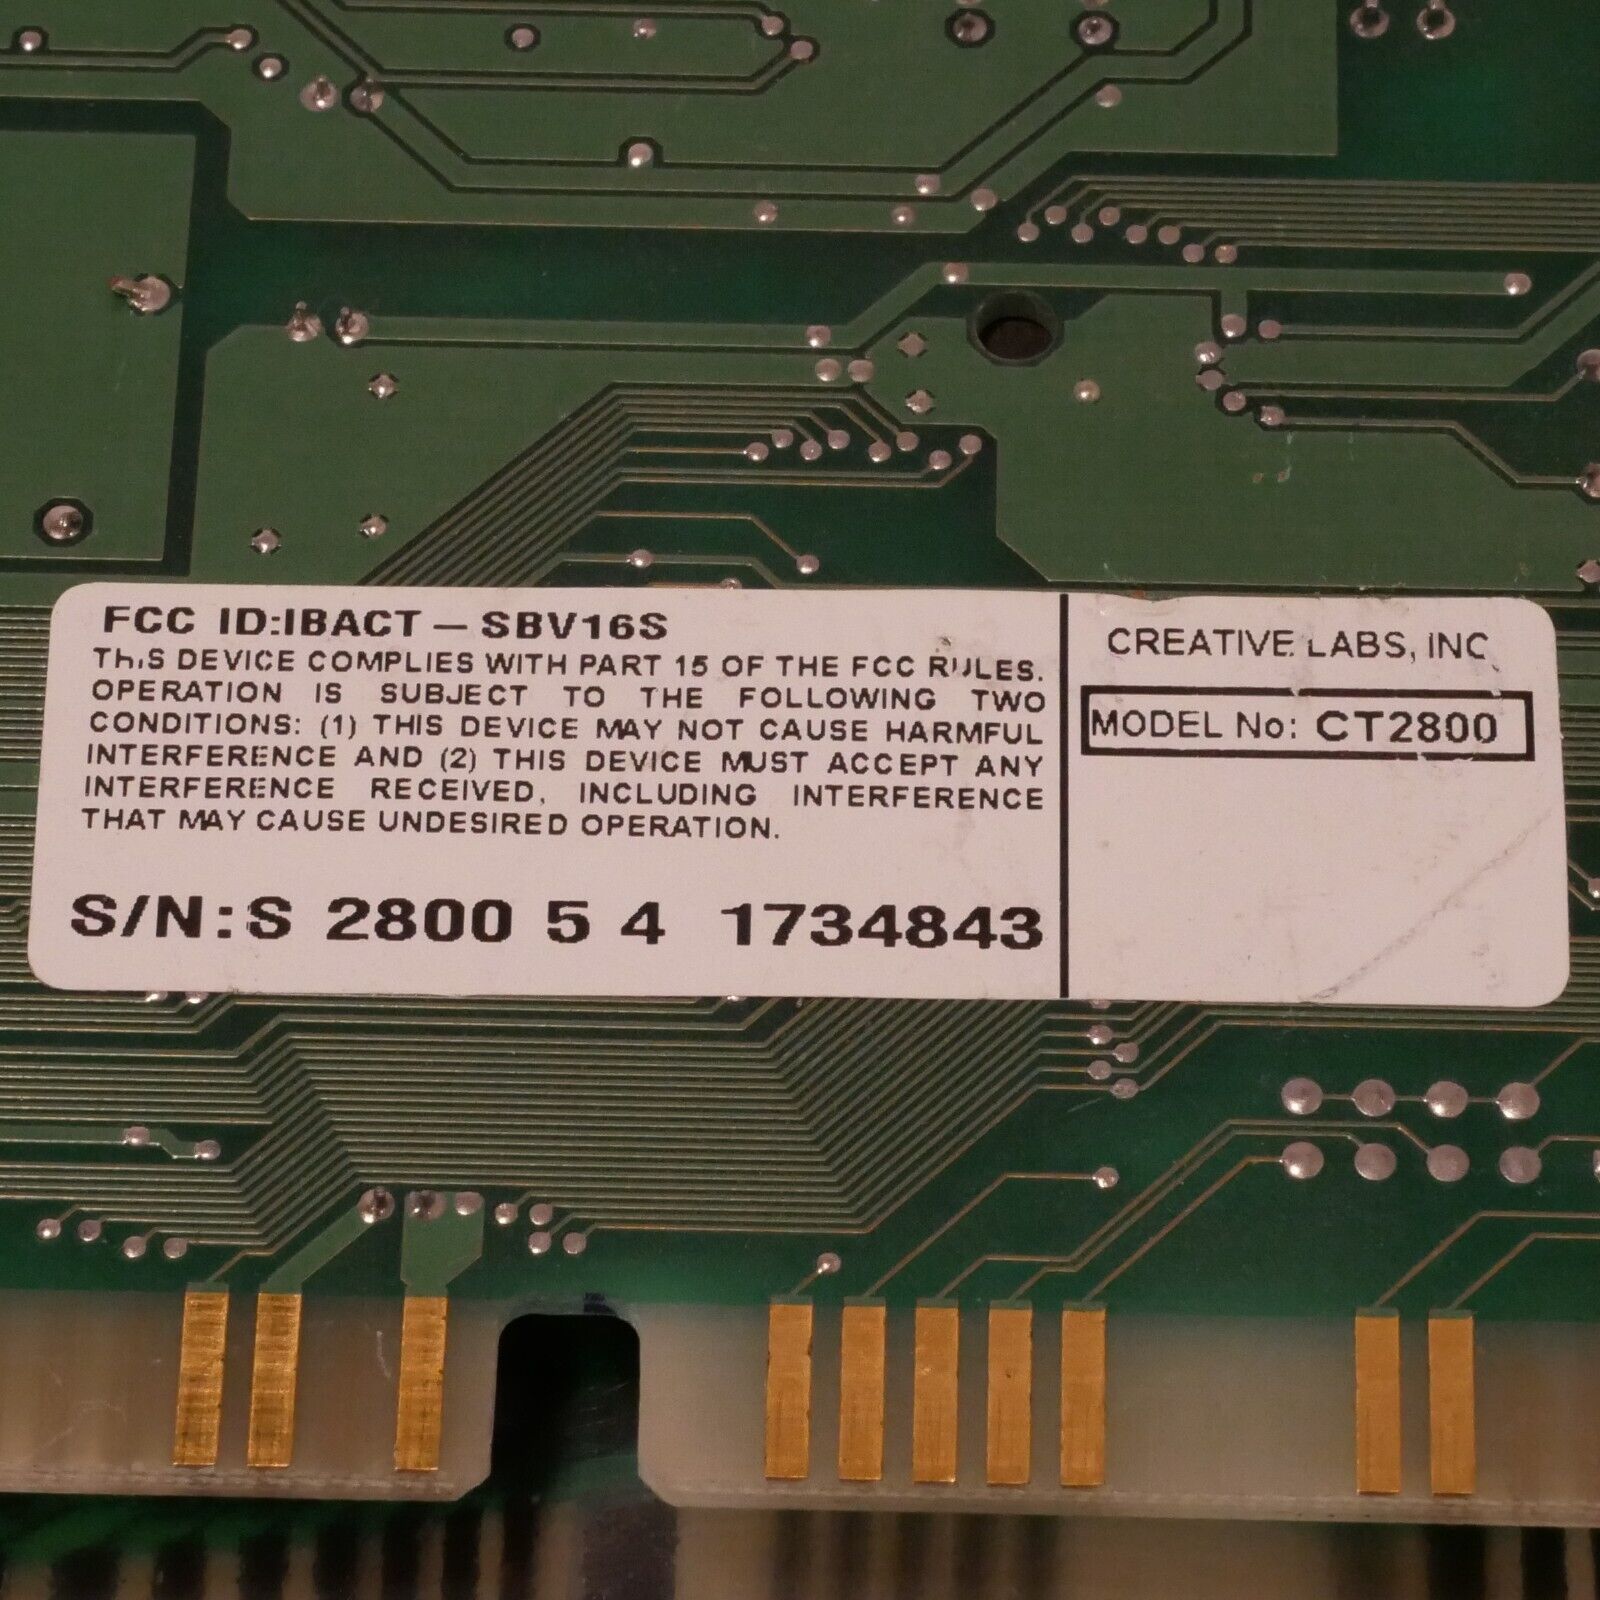 FCC ID:IBACT – SBV16S
THIS DEVICE COMPLIES WITH PART 15 OF THE FCC RULES.
OPERATION IS SUBJECT TO THE FOLLOWING TWO
CONDITIONS: (1) THIS DEVICE MAY NOT CAUSE HARMFUL
INTERFERENCE AND (2) THIS DEVICE MUST ACCEPT ANY
INTERFERENCE RECEIVED, INCLUDING INTERFERENCE
THAT MAY CAUSE UNDESIRED OPERATION.
S/N:S 2800 5 4 1734843
CREATIVE LABS, INC.
MODEL No: CT2800